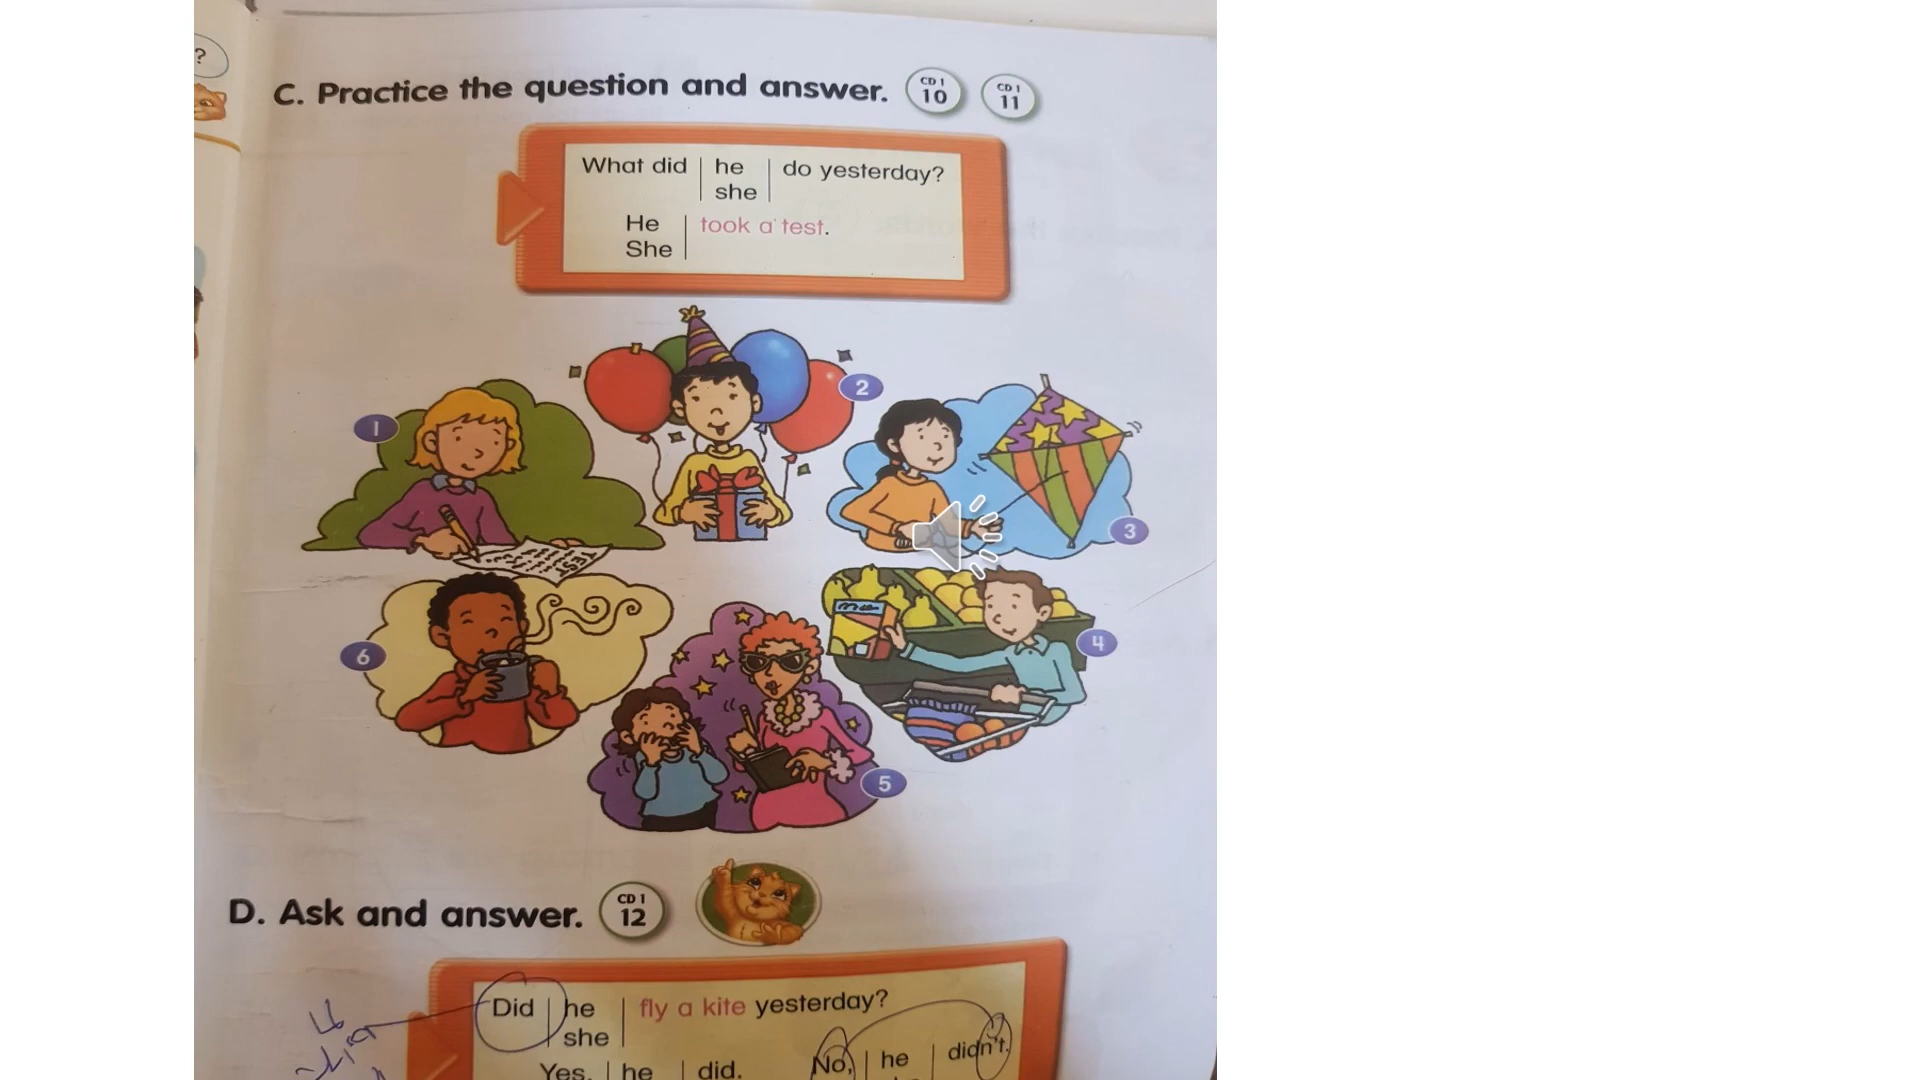 ?
C. Practice the question and answer.
CD 1
10
CD 1
11
What did | he | do yesterday?
she
He | took a test.
She
1
2
3
TEST
6
4
5
D. Ask and answer.
CD 1
12
Did | he | fly a kite yesterday?
she
Yes, | he | did. No, | he | didn't.